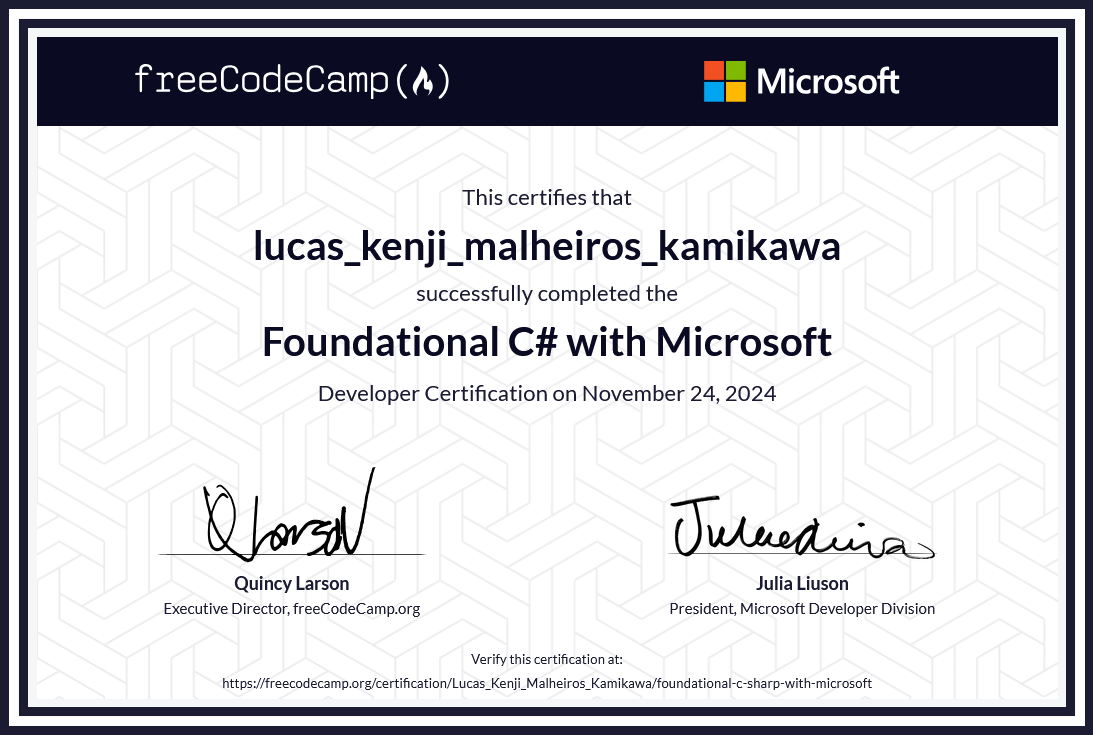 freeCodeCamp(🔥)
Microsoft
This certifies that
lucas_kenji_malheiros_kamikawa
successfully completed the
Foundational C# with Microsoft
Developer Certification on November 24, 2024
Quincy Larson
Executive Director, freeCodeCamp.org
Julia Liuson
President, Microsoft Developer Division
Verify this certification at:
https://freecodecamp.org/certification/Lucas_Kenji_Malheiros_Kamikawa/foundational-c-sharp-with-microsoft